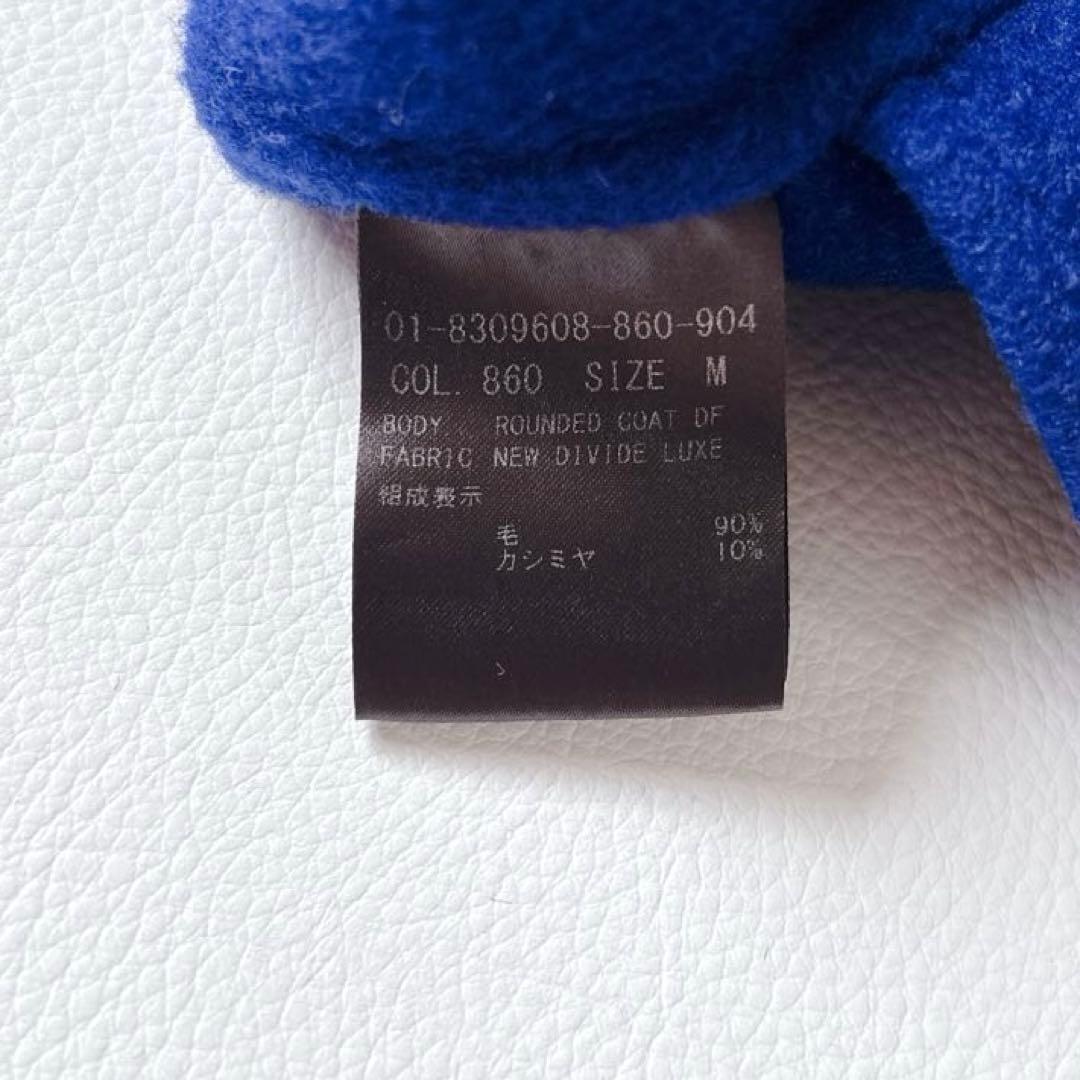 01-8309608-860-904
COL. 860 SIZE M
BODY ROUNDED COAT DF
FABRIC NEW DIVIDE LUXE
組成表示
毛 90%
カシミヤ 10%